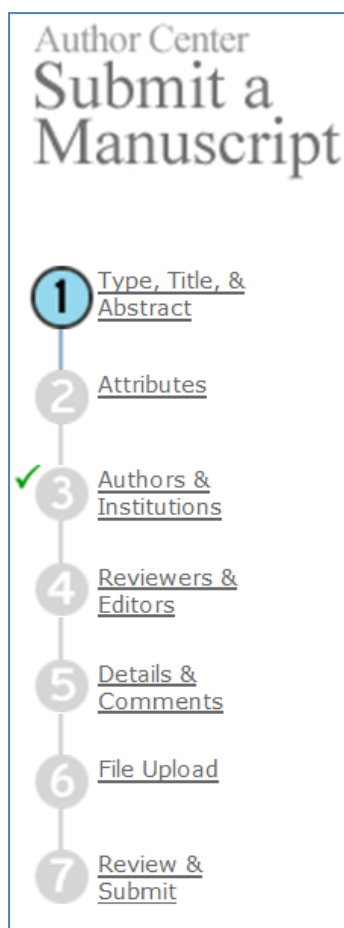 Author Center
Submit a
Manuscript
1
Type, Title, &
Abstract
2
Attributes
3
Authors &
Institutions
4
Reviewers &
Editors
5
Details &
Comments
6
File Upload
7
Review &
Submit